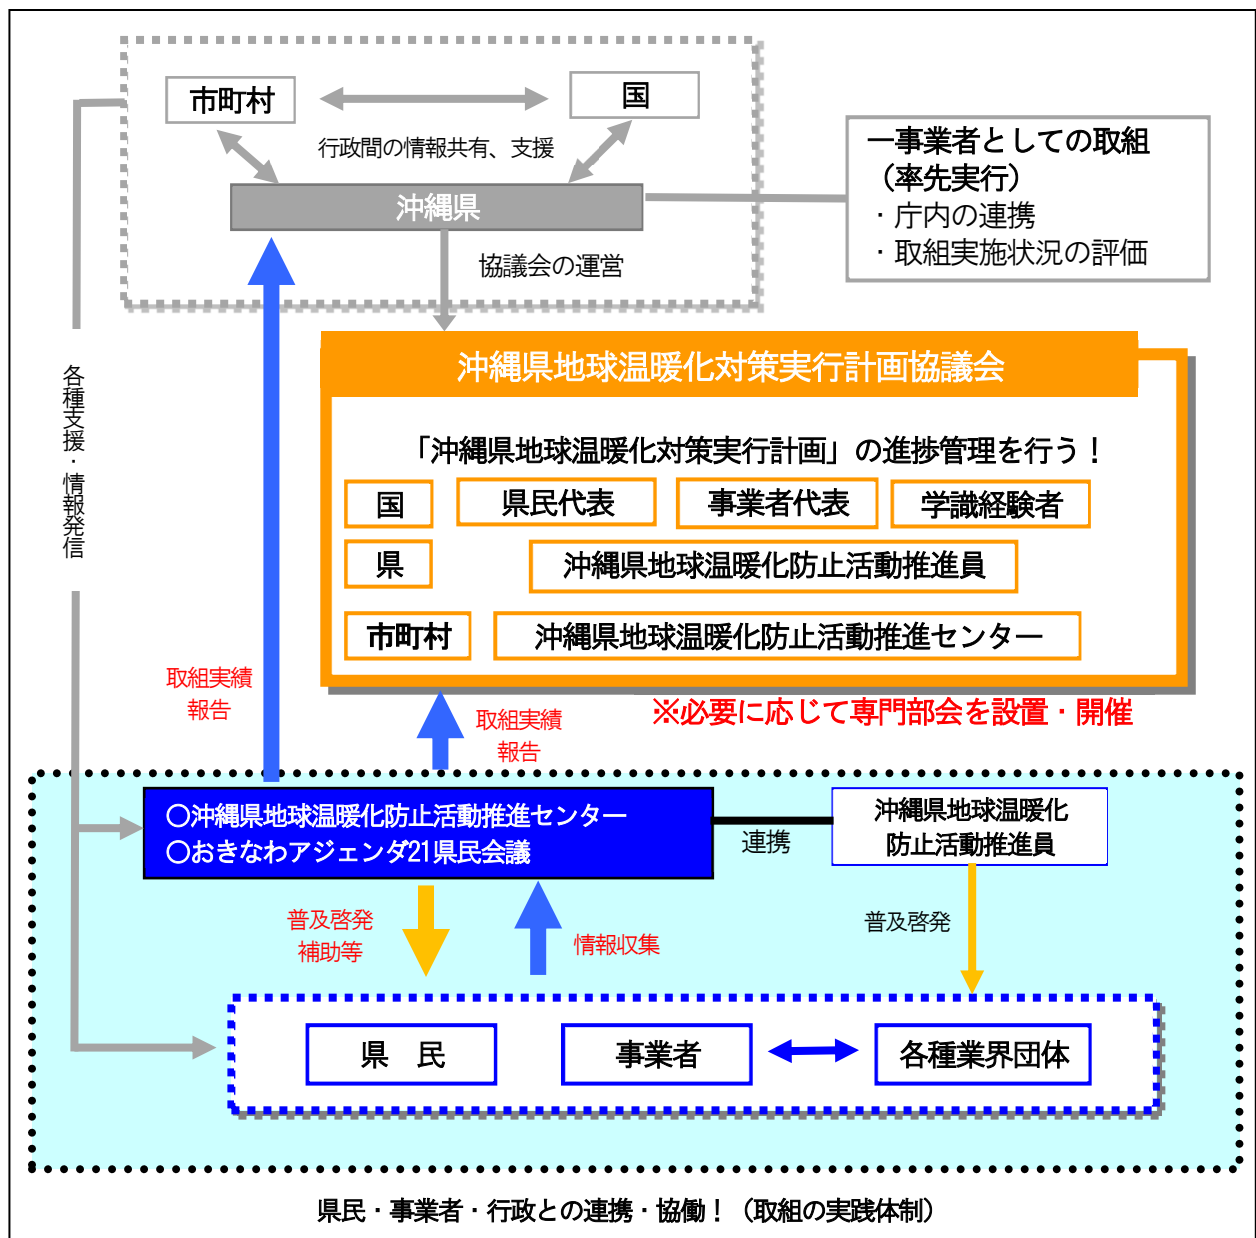 市町村
国
行政間の情報共有、支援
沖縄県
協議会の運営
一事業者としての取組
（率先実行）
・庁内の連携
・取組実施状況の評価
各種支援・情報発信
沖縄県地球温暖化対策実行計画協議会
「沖縄県地球温暖化対策実行計画」の進捗管理を行う！
国
県民代表
事業者代表
学識経験者
県
沖縄県地球温暖化防止活動推進員
市町村
沖縄県地球温暖化防止活動推進センター
取組実績
報告
取組実績
報告
※必要に応じて専門部会を設置・開催
○沖縄県地球温暖化防止活動推進センター
○おきなわアジェンダ21県民会議
連携
沖縄県地球温暖化
防止活動推進員
普及啓発
補助等
情報収集
普及啓発
県　民
事業者
各種業界団体
県民・事業者・行政との連携・協働！（取組の実践体制）